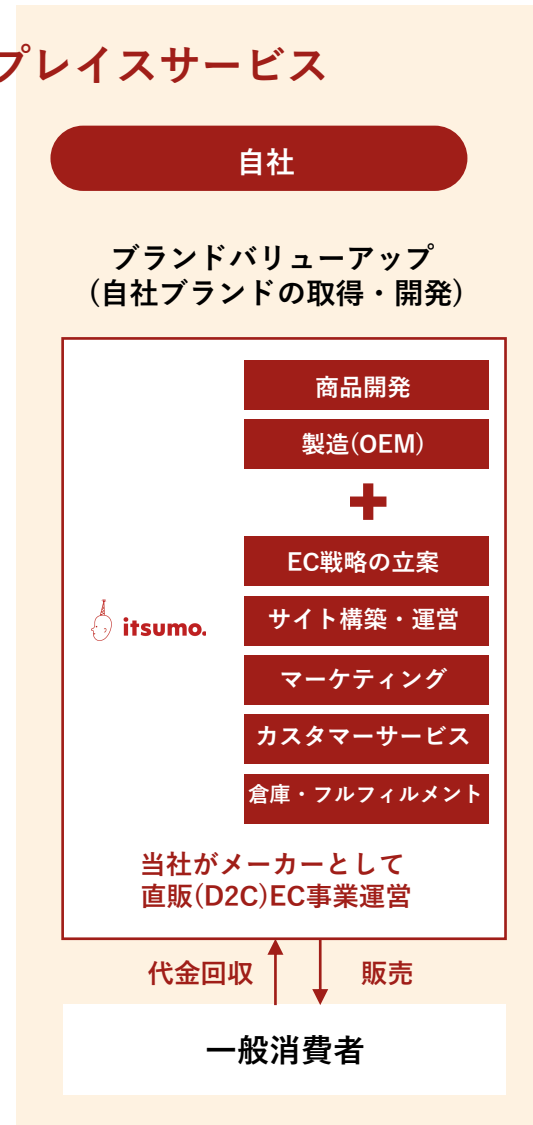 プレイスサービス
自社
ブランドバリューアップ
(自社ブランドの取得・開発)
商品開発
製造(OEM)
EC戦略の立案
サイト構築・運営
itsumo.
マーケティング
カスタマーサービス
倉庫・フルフィルメント
当社がメーカーとして
直販(D2C)EC事業運営
代金回収
販売
一般消費者